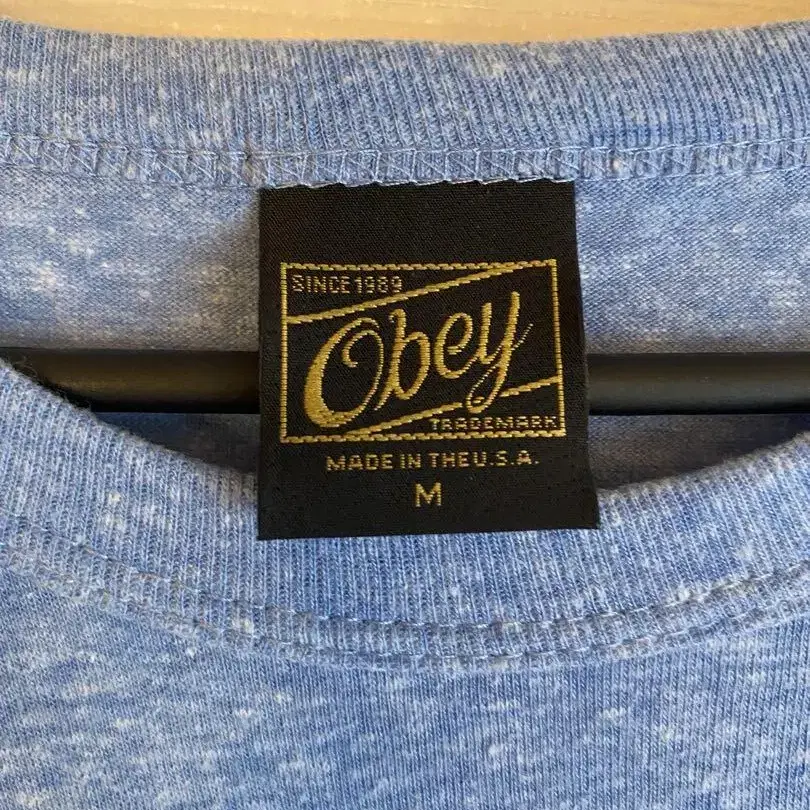 SINCE 1989
Obey
TRADEMARK
MADE IN THE U.S.A.
M